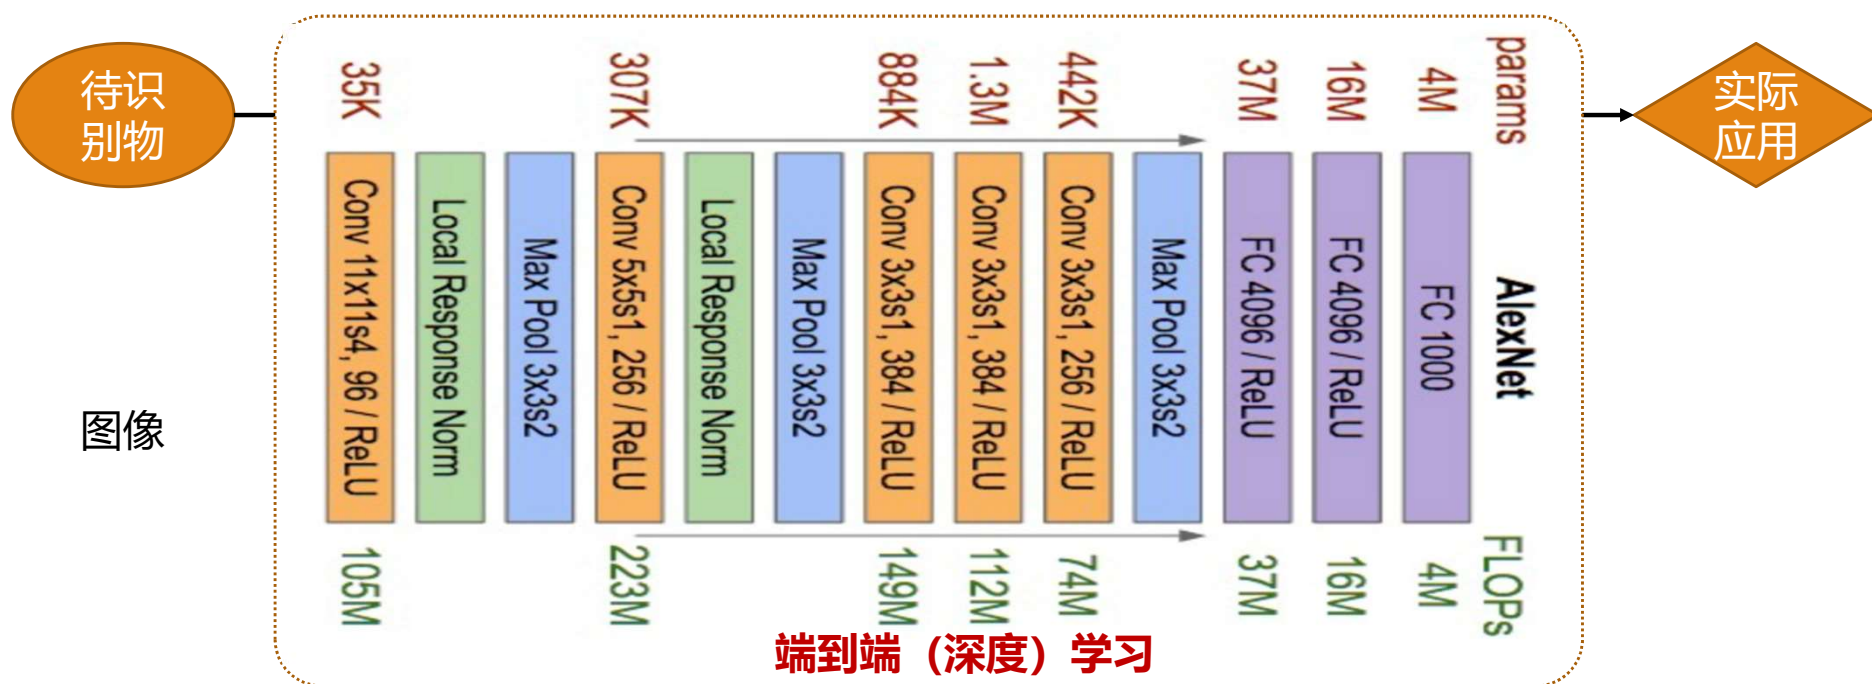 待识
别物
图像
35K
307K
884K
1.3M
442K
37M
16M
4M
params
Conv 11x11s4, 96 / ReLU
Local Response Norm
Max Pool 3x3s2
Conv 5x5s1, 256 / ReLU
Local Response Norm
Max Pool 3x3s2
Conv 3x3s1, 384 / ReLU
Conv 3x3s1, 384 / ReLU
Conv 3x3s1, 256 / ReLU
Max Pool 3x3s2
FC 4096 / ReLU
FC 4096 / ReLU
FC 1000
AlexNet
105M
223M
149M
112M
74M
37M
16M
4M
FLOPs
端到端（深度）学习
实际
应用